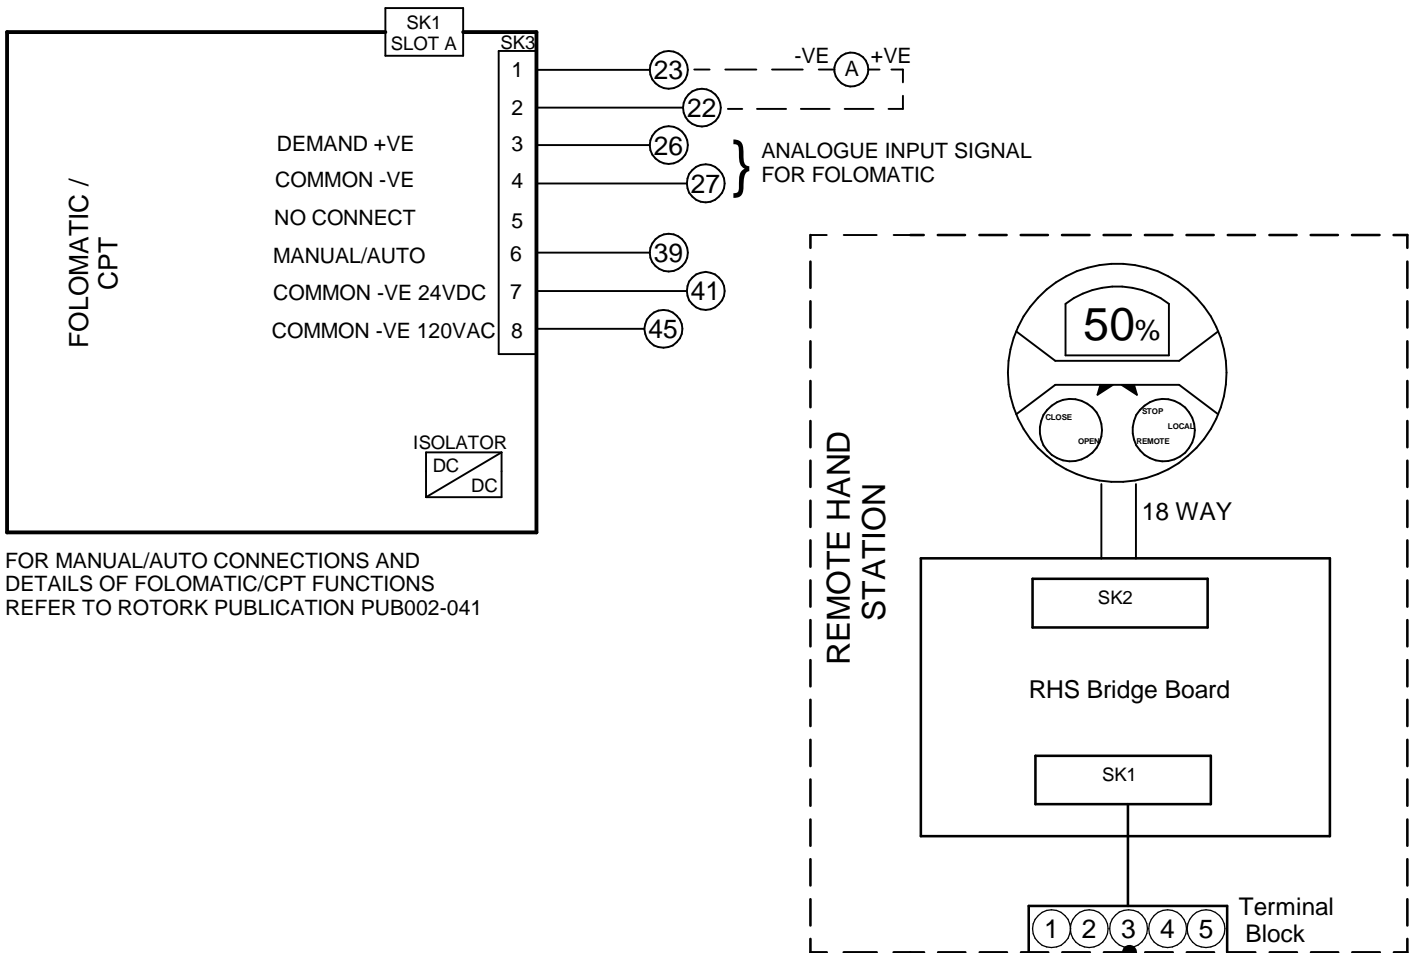 SK1
SLOT A
SK3
FOLOMATIC /
CPT
1
2
DEMAND +VE 3
COMMON -VE 4
NO CONNECT 5
MANUAL/AUTO 6
COMMON -VE 24VDC 7
COMMON -VE 120VAC 8
23
22
26
27
39
41
45
-VE A +VE
ANALOGUE INPUT SIGNAL
FOR FOLOMATIC
ISOLATOR
DC
DC
FOR MANUAL/AUTO CONNECTIONS AND
DETAILS OF FOLOMATIC/CPT FUNCTIONS
REFER TO ROTORK PUBLICATION PUB002-041
REMOTE HAND
STATION
50%
CLOSE
OPEN
STOP
LOCAL
REMOTE
18 WAY
SK2
RHS Bridge Board
SK1
1 2 3 4 5
Terminal
Block